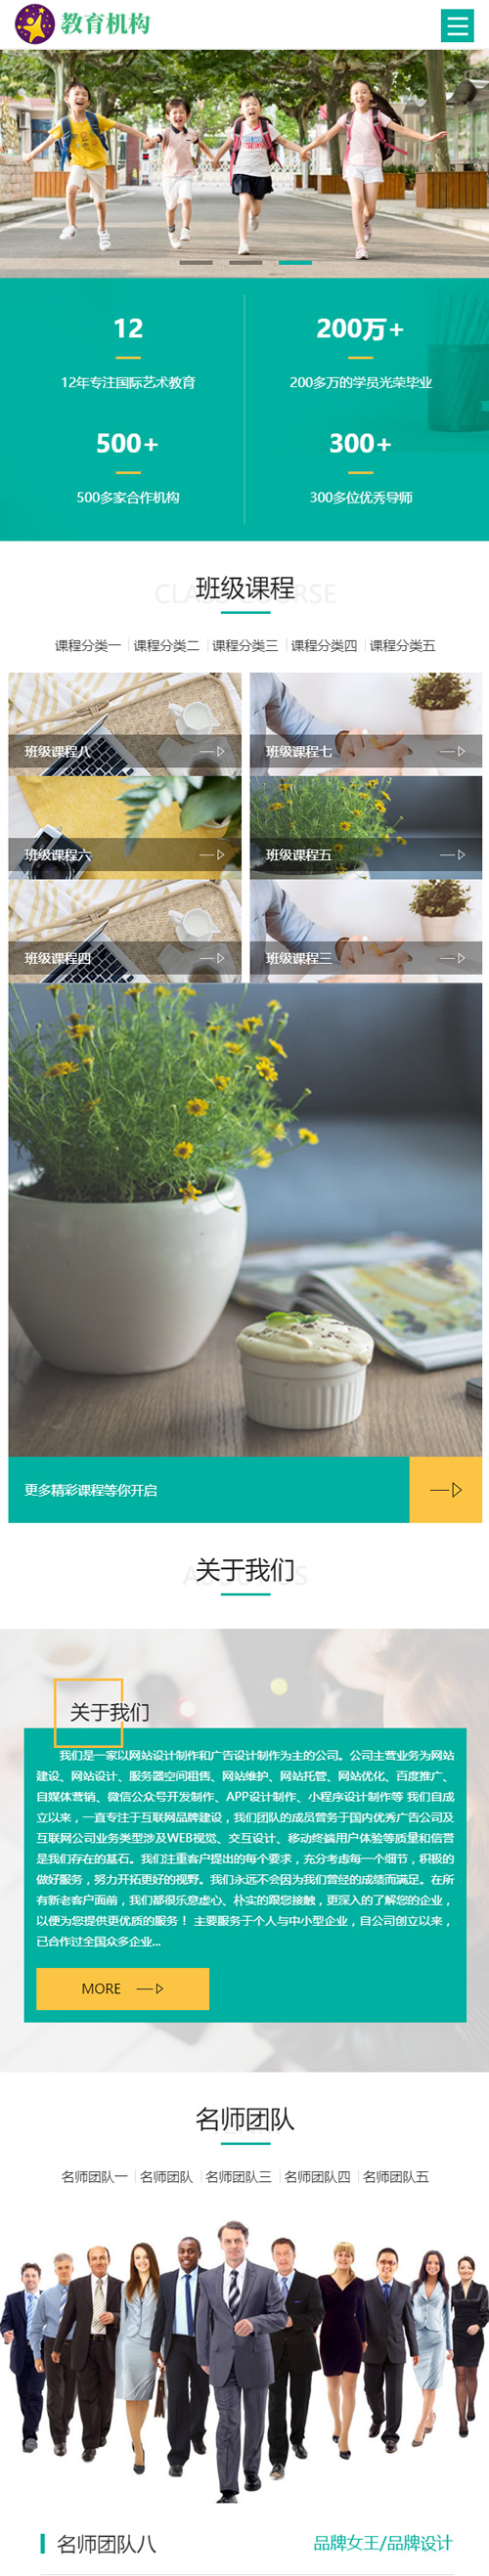 教育机构
12
12年专注国际艺术教育
200万+
200多万的学员光荣毕业
500+
500多家合作机构
300+
300多位优秀导师
CLASS COURSE
班级课程
课程分类一 课程分类二 课程分类三 课程分类四 课程分类五
班级课程八
班级课程七
班级课程六
班级课程五
班级课程四
班级课程三
更多精彩课程等你开启
ABOUT US
关于我们
关于我们
我们是一家以网站设计制作和广告设计制作为主的公司。公司主营业务为网站
建设、网站设计、服务器空间租售、网站维护、网站托管、网站优化、百度推广、
自媒体营销、微信公众号开发制作、APP设计制作、小程序设计制作等 我们自成
立以来，一直专注于互联网品牌建设，我们团队的成员曾务于国内优秀广告公司及
互联网公司业务类型涉及WEB视觉、交互设计、移动终端用户体验等质量和信誉
是我们存在的基石。我们注重客户提出的每个要求，充分考虑每一个细节，积极的
做好服务，努力开拓更好的视野。我们永远不会因为我们曾经的成绩而满足。在所
有新老客户面前，我们都很乐意虚心、朴实的跟您接触，更深入的了解您的企业，
以便为您提供更优质的服务！ 主要服务于个人与中小型企业，自公司创立以来，
已合作过全国众多企业...
MORE
名师团队
名师团队一 名师团队 名师团队三 名师团队四 名师团队五
名师团队八
品牌女王/品牌设计